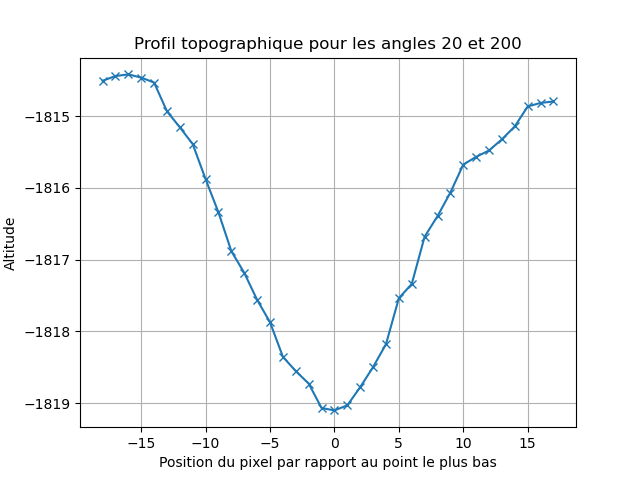 Profil topographique pour les angles 20 et 200
Altitude
−1815
−1816
−1817
−1818
−1819
−15 −10 −5 0 5 10 15
Position du pixel par rapport au point le plus bas